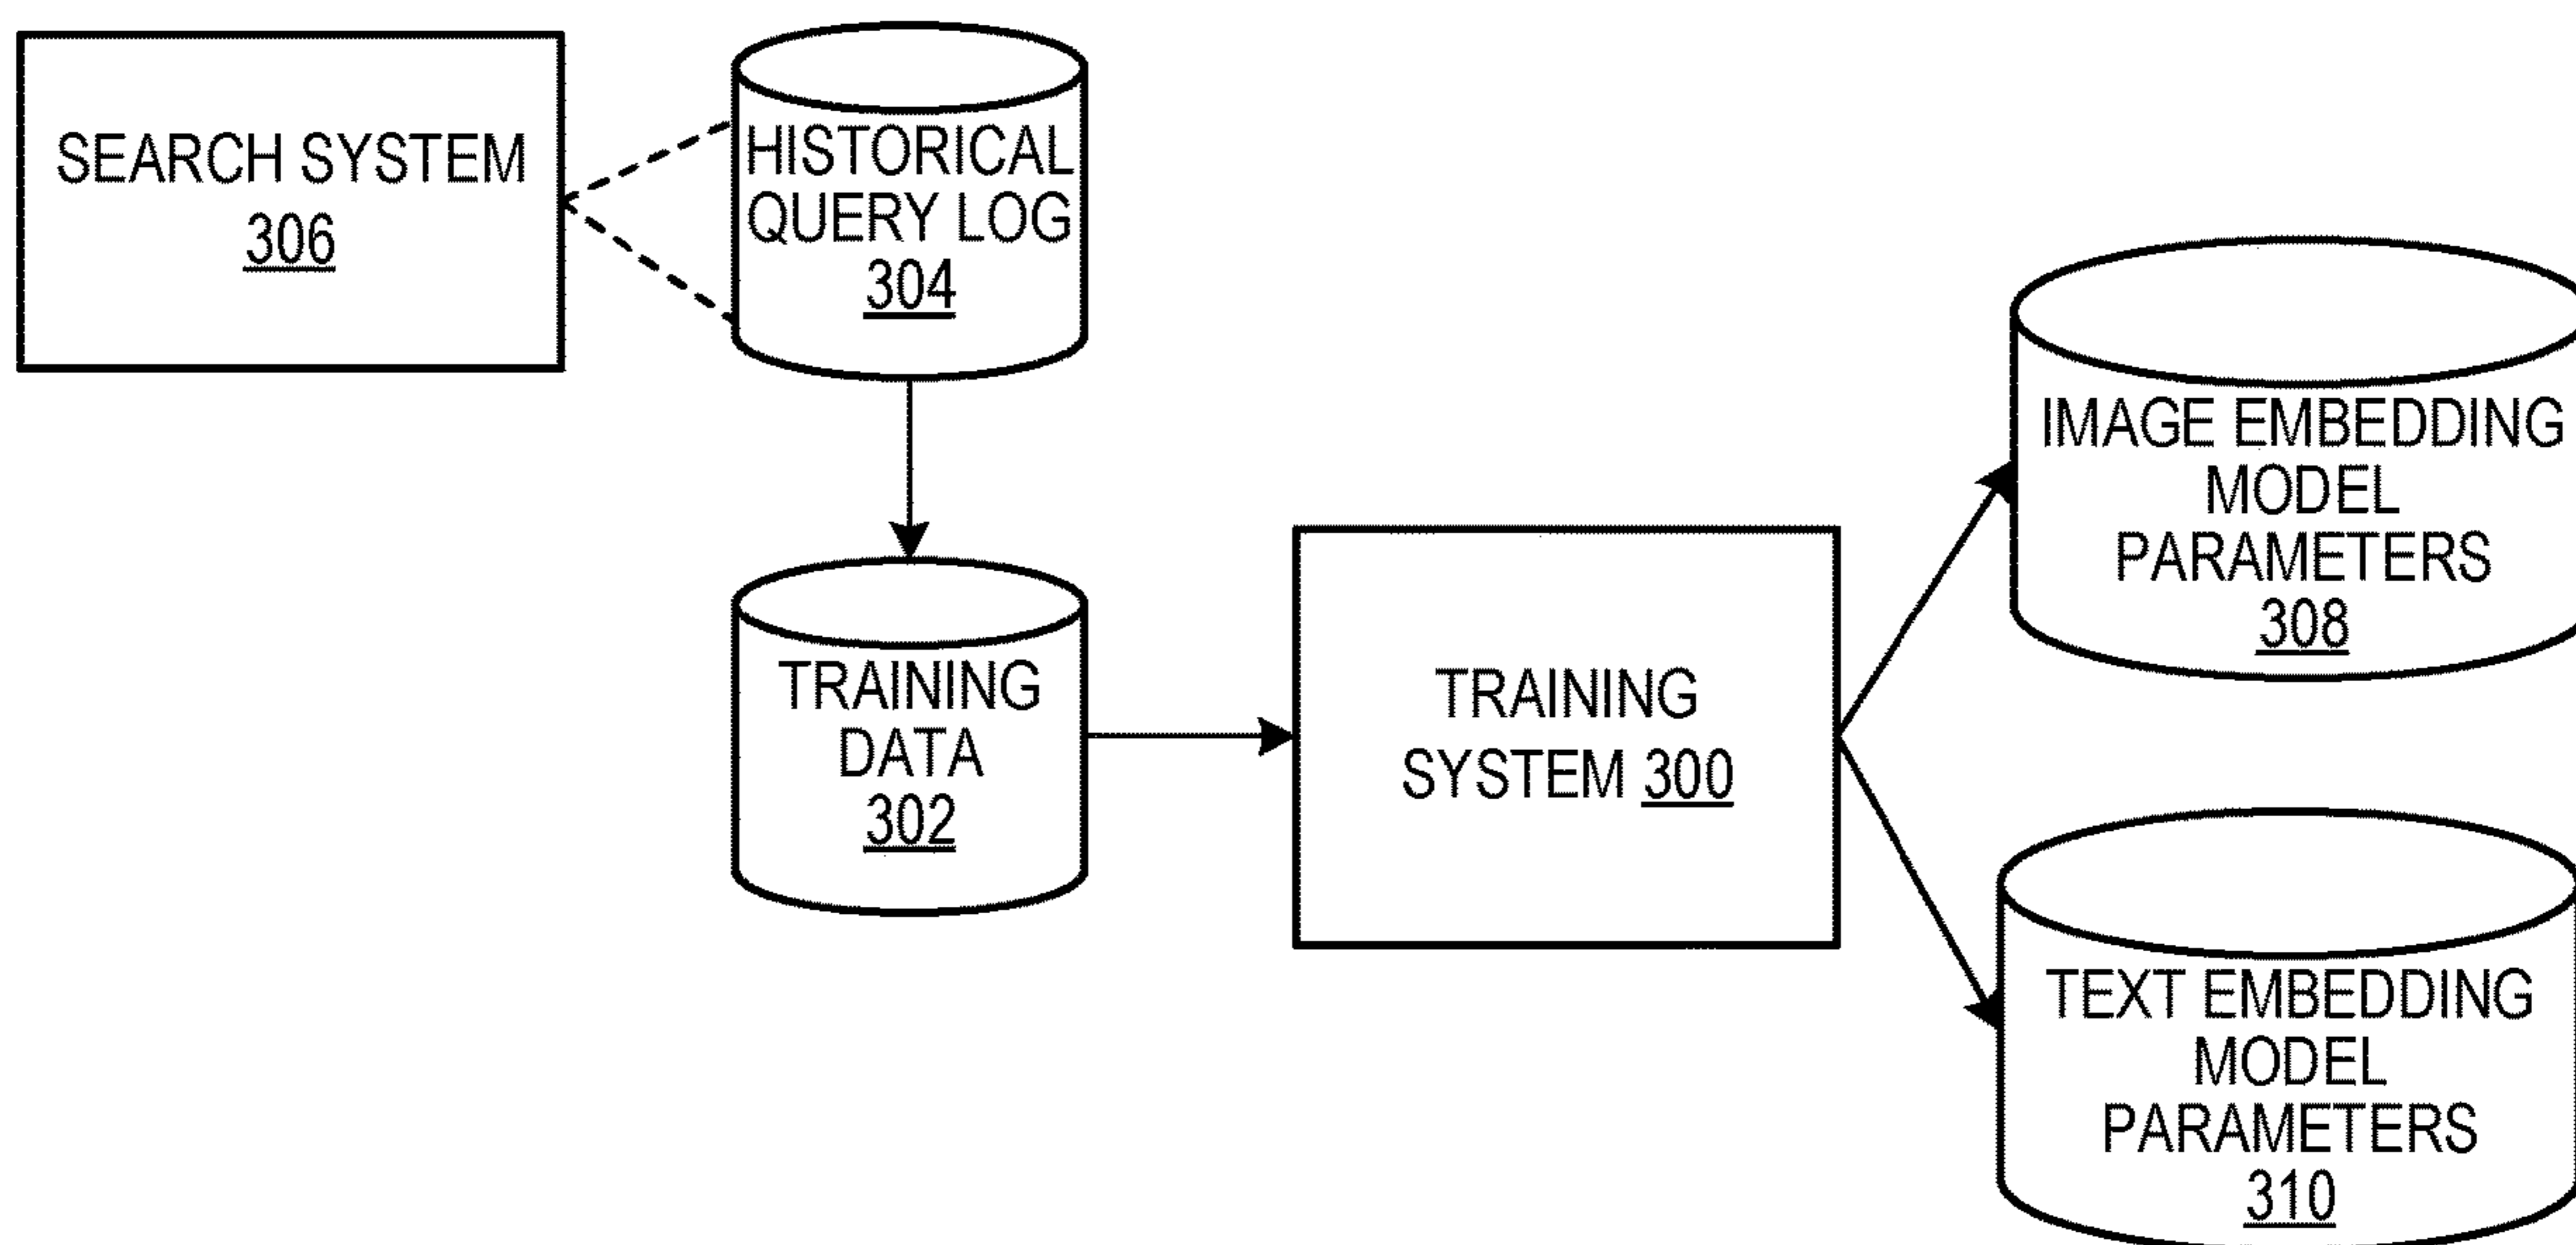 SEARCH SYSTEM
306
HISTORICAL
QUERY LOG
304
TRAINING
DATA
302
TRAINING
SYSTEM 300
IMAGE EMBEDDING
MODEL
PARAMETERS
308
TEXT EMBEDDING
MODEL
PARAMETERS
310